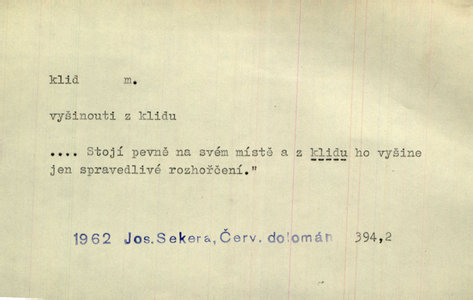 klid m.
vyšinouti z klidu
.... Stojí pevně na svém místě a z klidu ho vyšine
jen spravedlivé rozhořčení."
1962 Jos. Sekera, Červ. dolomán 394,2